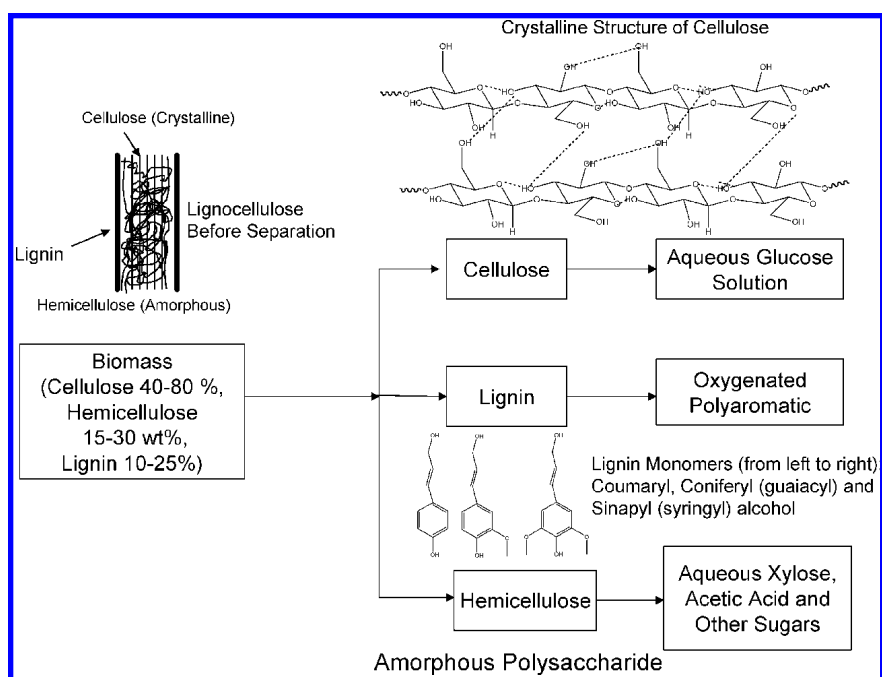 Crystalline Structure of Cellulose
Cellulose (Crystalline)
Lignocellulose
Before Separation
Lignin
Hemicellulose (Amorphous)
Biomass
(Cellulose 40-80 %,
Hemicellulose
15-30 wt%,
Lignin 10-25%)
Cellulose
Aqueous Glucose
Solution
Lignin
Oxygenated
Polyaromatic
Lignin Monomers (from left to right)
Coumaryl, Coniferyl (guaiacyl) and
Sinapyl (syringyl) alcohol
Hemicellulose
Aqueous Xylose,
Acetic Acid and
Other Sugars
Amorphous Polysaccharide